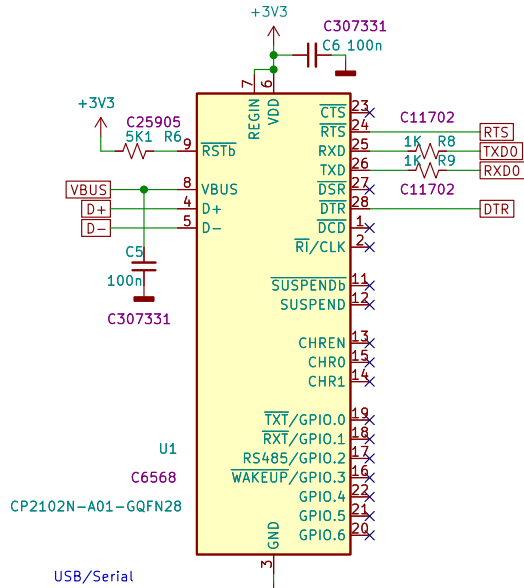 +3V3
C307331
C6 100n
7
6
REGIN
VDD
+3V3
C25905
5K1 R6
9 RSTb
VBUS 8 VBUS
D+ 4 D+
D- 5 D-
C5
100n
C307331
CTS 23
RTS 24 RTS
C11702
RXD 25 1K R8 TXD0
TXD 26 1K R9 RXD0
C11702
DSR 27
DTR 28 DTR
DCD 1
RI/CLK 2
SUSPENDb 11
SUSPEND 12
CHREN 13
CHR0 15
CHR1 14
TXT/GPIO.0 19
RXT/GPIO.1 18
RS485/GPIO.2 17
WAKEUP/GPIO.3 16
GPIO.4 22
GPIO.5 21
GPIO.6 20
U1
C6568
CP2102N-A01-GQFN28
GND
3
USB/Serial